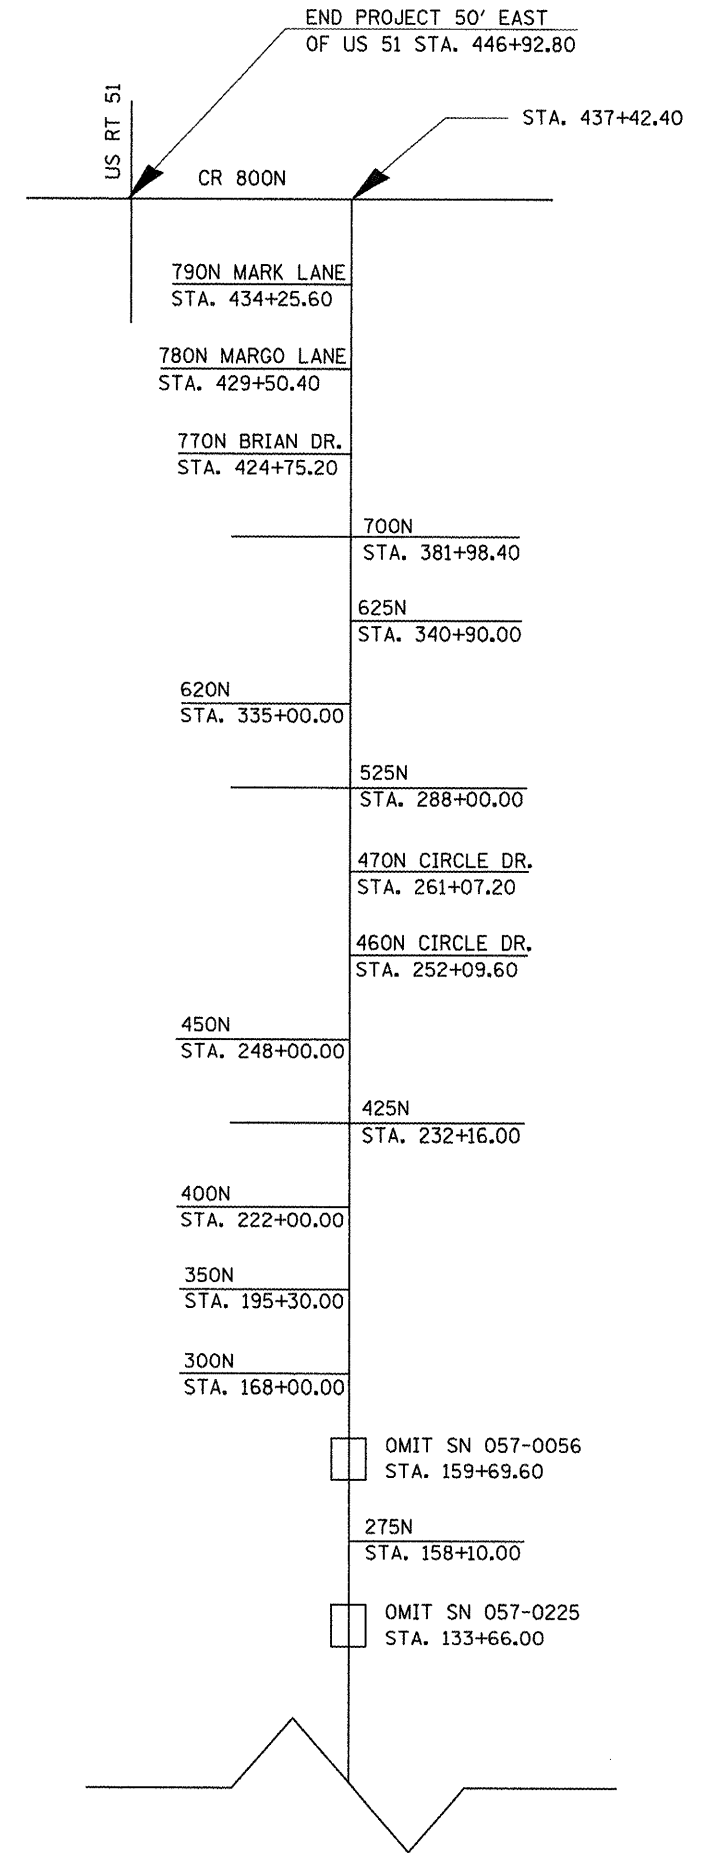 END PROJECT 50' EAST
OF US 51 STA. 446+92.80
US RT 51
STA. 437+42.40
CR 800N
790N MARK LANE
STA. 434+25.60
780N MARGO LANE
STA. 429+50.40
770N BRIAN DR.
STA. 424+75.20
700N
STA. 381+98.40
625N
STA. 340+90.00
620N
STA. 335+00.00
525N
STA. 288+00.00
470N CIRCLE DR.
STA. 261+07.20
460N CIRCLE DR.
STA. 252+09.60
450N
STA. 248+00.00
425N
STA. 232+16.00
400N
STA. 222+00.00
350N
STA. 195+30.00
300N
STA. 168+00.00
OMIT SN 057-0056
STA. 159+69.60
275N
STA. 158+10.00
OMIT SN 057-0225
STA. 133+66.00